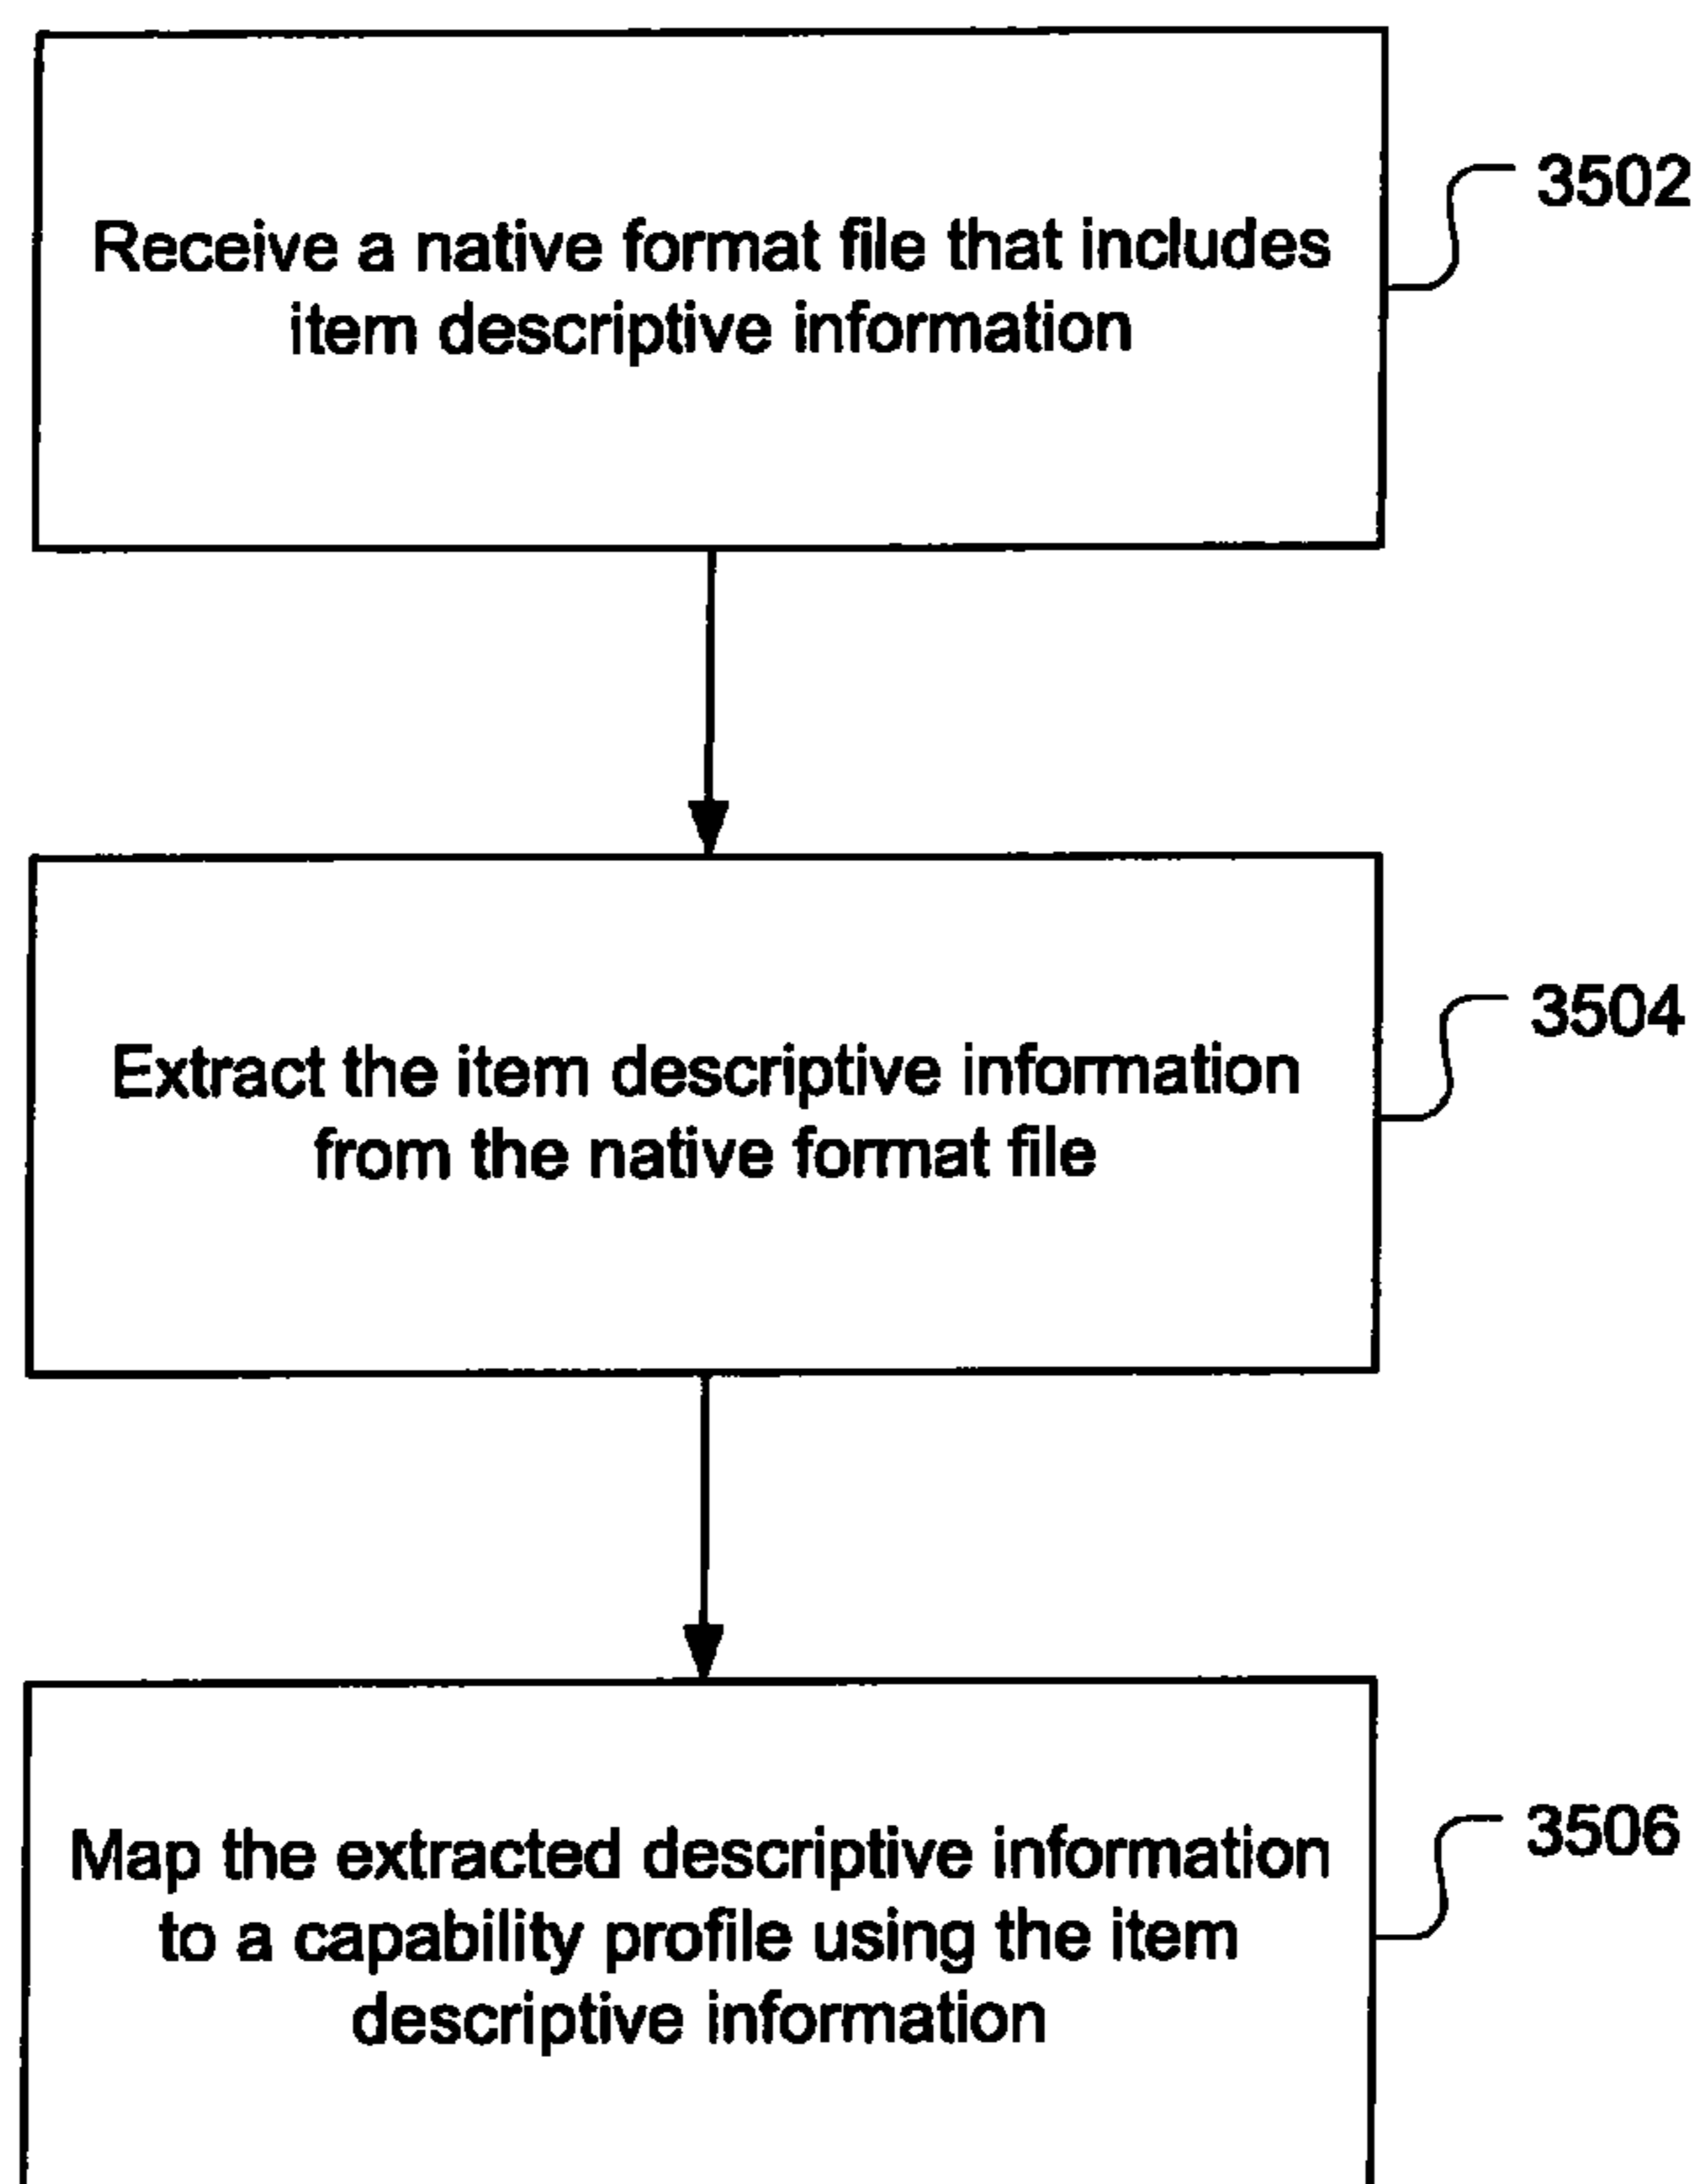 Receive a native format file that includes
item descriptive information
3502
Extract the item descriptive information
from the native format file
3504
Map the extracted descriptive information
to a capability profile using the item
descriptive information
3506